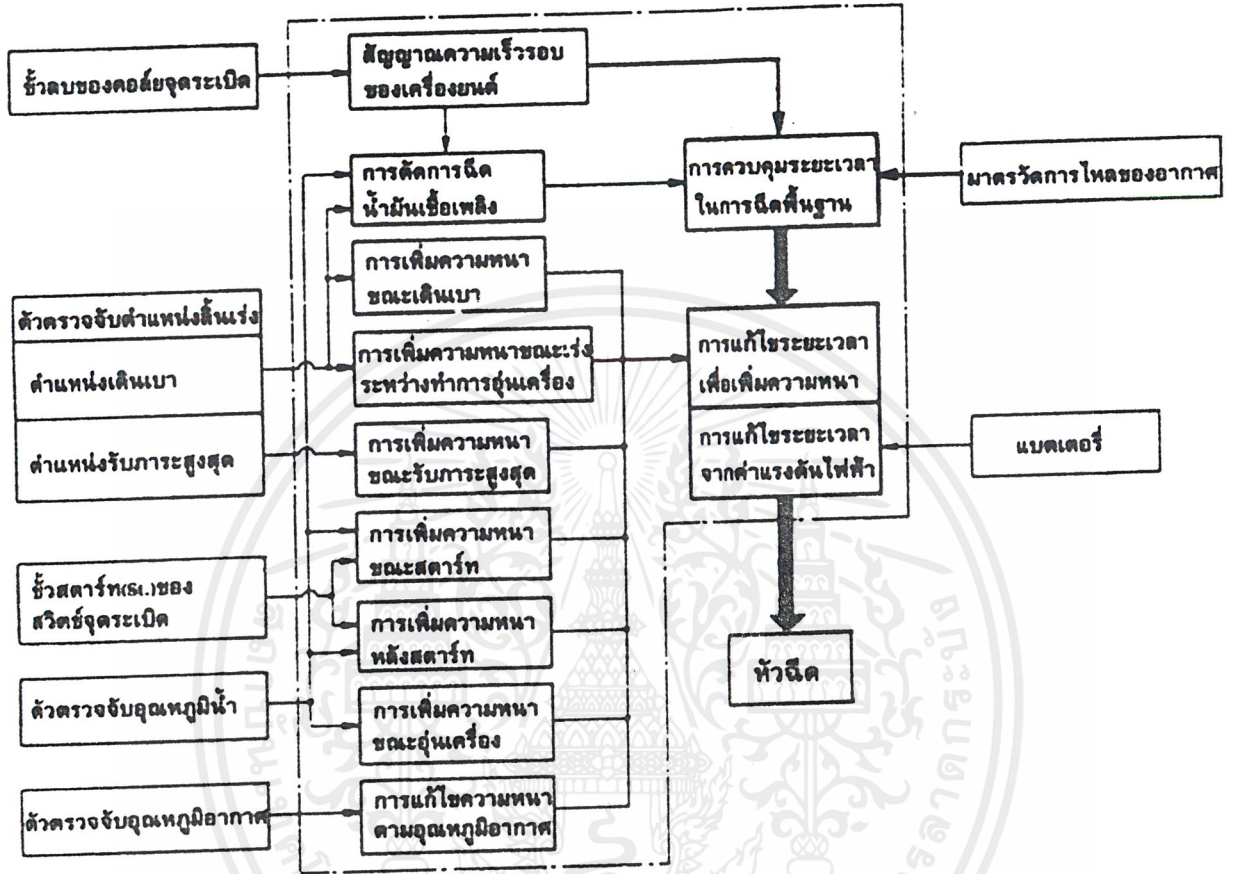 ขั้วลบของคอล์ยจุดระเบิด
สัญญาณความเร็วรอบ
ของเครื่องยนต์
การตัดการฉีด
น้ำมันเชื้อเพลิง
การควบคุมระยะเวลา
ในการฉีดพื้นฐาน
มาตรวัดการไหลของอากาศ
การเพิ่มความหนา
ขณะเดินเบา
ตัวตรวจจับตำแหน่งลิ้นเร่ง
ตำแหน่งเดินเบา
ตำแหน่งรับภาระสูงสุด
การเพิ่มความหนาขณะเร่ง
ระหว่างทำการอุ่นเครื่อง
การแก้ไขระยะเวลา
เพื่อเพิ่มความหนา
การแก้ไขระยะเวลา
จากค่าแรงดันไฟฟ้า
แบตเตอรี่
การเพิ่มความหนา
ขณะรับภาระสูงสุด
การเพิ่มความหนา
ขณะสตาร์ท
ขั้วสตาร์ท(St.)ของ
สวิตช์จุดระเบิด
การเพิ่มความหนา
หลังสตาร์ท
หัวฉีด
ตัวตรวจจับอุณหภูมิน้ำ
การเพิ่มความหนา
ขณะอุ่นเครื่อง
ตัวตรวจจับอุณหภูมิอากาศ
การแก้ไขความหนา
ตามอุณหภูมิอากาศ